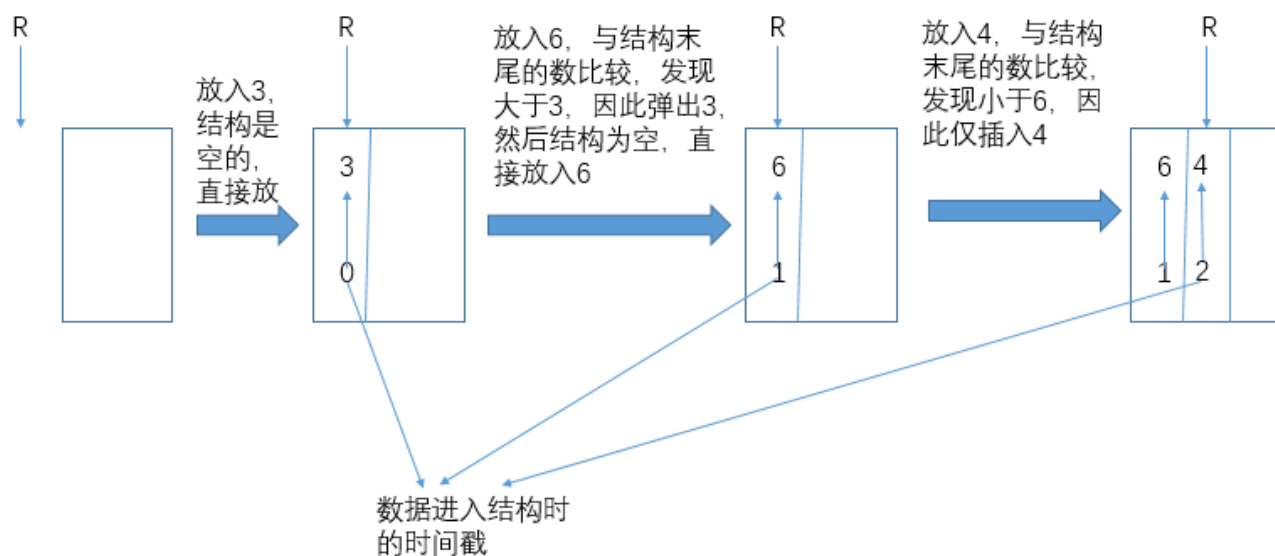 R
放入3,
结构是
空的,
直接放
R
3
0
放入6，与结构末
尾的数比较，发现
大于3，因此弹出3,
然后结构为空，直
接放入6
R
6
1
放入4，与结构
末尾的数比较,
发现小于6，因
此仅插入4
R
6 4
1 2
数据进入结构时
的时间戳